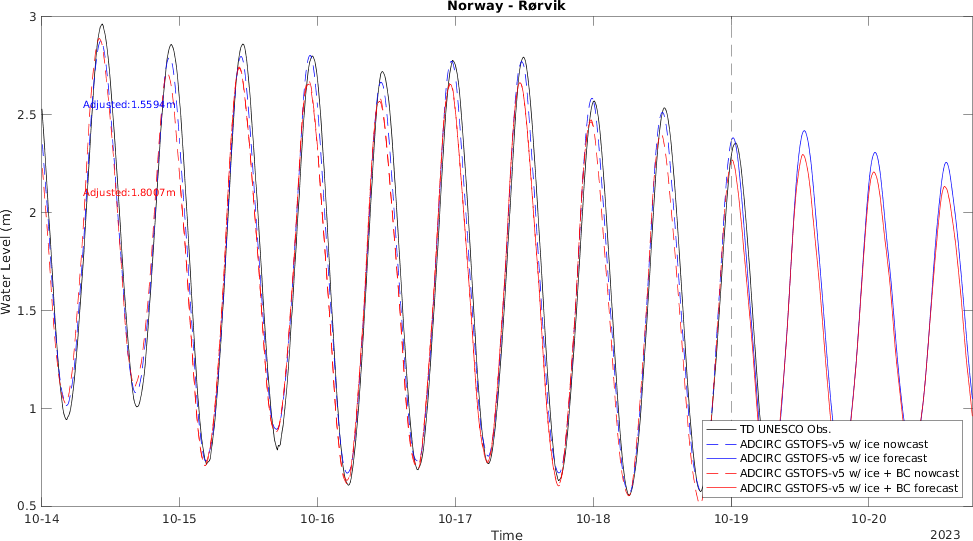 Norway - Rørvik
3
2.5
2
1.5
1
0.5
Water Level (m)
Adjusted:1.5594m
Adjusted:1.8007m
TD UNESCO Obs.
ADCIRC GSTOFS-v5 w/ ice nowcast
ADCIRC GSTOFS-v5 w/ ice forecast
ADCIRC GSTOFS-v5 w/ ice + BC nowcast
ADCIRC GSTOFS-v5 w/ ice + BC forecast
10-14 10-15 10-16 10-17 10-18 10-19 10-20
Time
2023